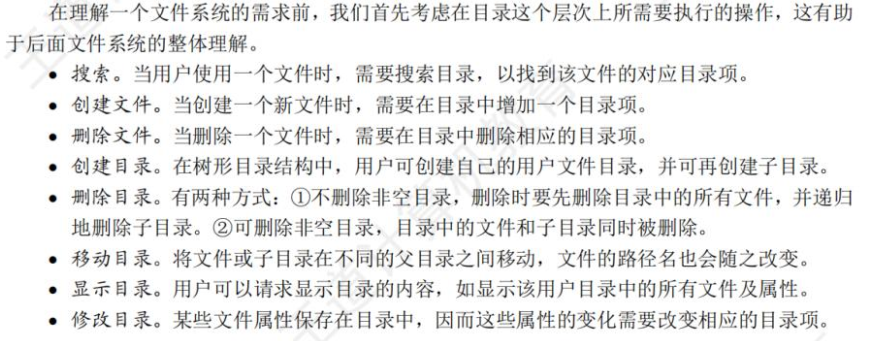 在理解一个文件系统的需求前，我们首先考虑在目录这个层次上所需要执行的操作，这有助
于后面文件系统的整体理解。
• 搜索。当用户使用一个文件时，需要搜索目录，以找到该文件的对应目录项。
• 创建文件。当创建一个新文件时，需要在目录中增加一个目录项。
• 删除文件。当删除一个文件时，需要在目录中删除相应的目录项。
• 创建目录。在树形目录结构中，用户可创建自己的用户文件目录，并可再创建子目录。
• 删除目录。有两种方式：①不删除非空目录，删除时要先删除目录中的所有文件，并递归
地删除子目录。②可删除非空目录，目录中的文件和子目录同时被删除。
• 移动目录。将文件或子目录在不同的父目录之间移动，文件的路径名也会随之改变。
• 显示目录。用户可以请求显示目录的内容，如显示该用户目录中的所有文件及属性。
• 修改目录。某些文件属性保存在目录中，因而这些属性的变化需要改变相应的目录项。
王道计算机教育